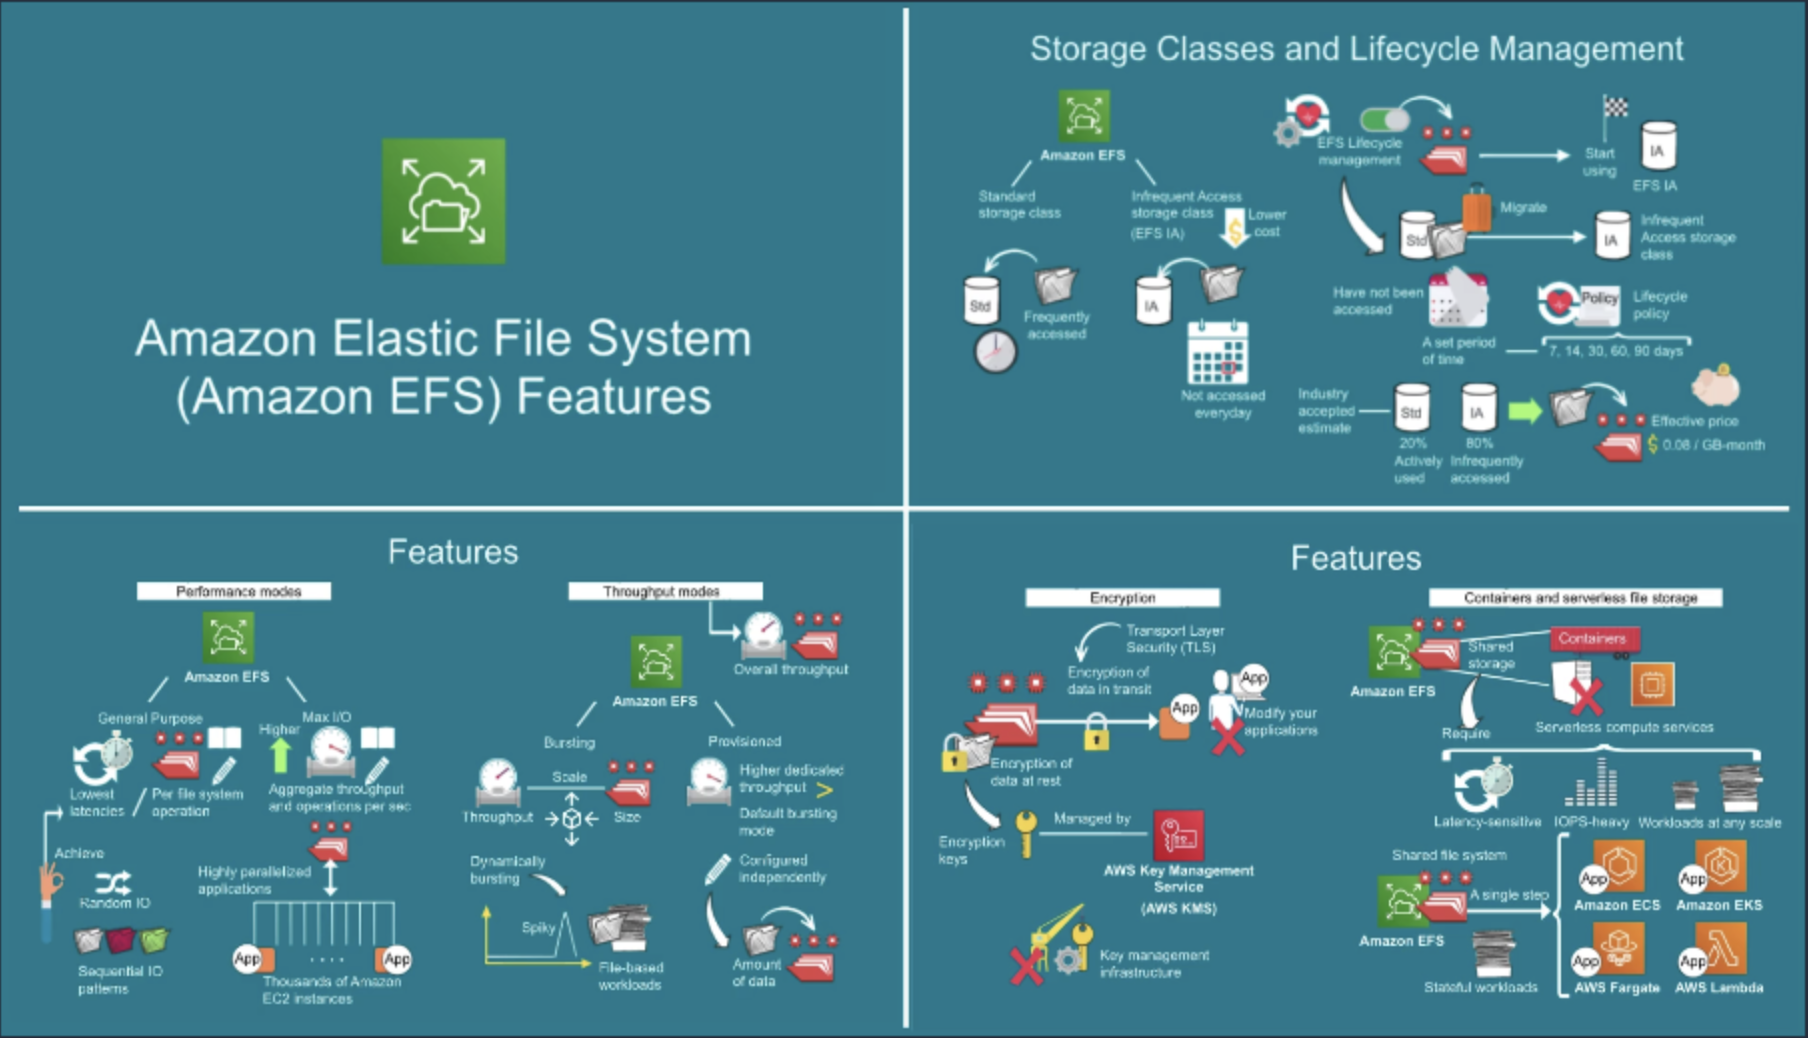 Amazon Elastic File System
(Amazon EFS) Features
Storage Classes and Lifecycle Management
Amazon EFS
Standard
storage class
Infrequent Access
storage class
(EFS IA)
Lower
cost
Std
Frequently
accessed
IA
Not accessed
everyday
EFS Lifecycle
management
Start
using
IA
EFS IA
Std
Migrate
IA
Infrequent
Access storage
class
Have not been
accessed
Policy
Lifecycle
policy
A set period
of time
7, 14, 30, 60, 90 days
Industry
accepted
estimate
Std
IA
20%
Actively
used
80%
Infrequently
accessed
Effective price
$ 0.08 / GB-month
Features
Performance modes
Amazon EFS
General Purpose
Lowest
latencies
/
Per file system
operation
Max I/O
Higher
Aggregate throughput
and operations per sec
Achieve
Random IO
Sequential IO
patterns
Highly parallelized
applications
App
....
App
Thousands of Amazon
EC2 instances
Throughput modes
Overall throughput
Amazon EFS
Bursting
Scale
Throughput
Size
Dynamically
bursting
Spiky
File-based
workloads
Provisioned
Higher dedicated
throughput >
Default bursting
mode
Configured
Independently
Amount
of data
Features
Encryption
Transport Layer
Security (TLS)
Encryption of
data in transit
App
App
Modify your
applications
Encryption of
data at rest
Encryption
keys
Managed by
AWS Key Management
Service
(AWS KMS)
Key management
infrastructure
Containers and serverless file storage
Amazon EFS
Shared
storage
Containers
Serverless compute services
Require
Latency-sensitive
IOPS-heavy
Workloads at any scale
Shared file system
Amazon EFS
A single step
Stateful workloads
App
Amazon ECS
App
Amazon EKS
App
AWS Fargate
App
AWS Lambda